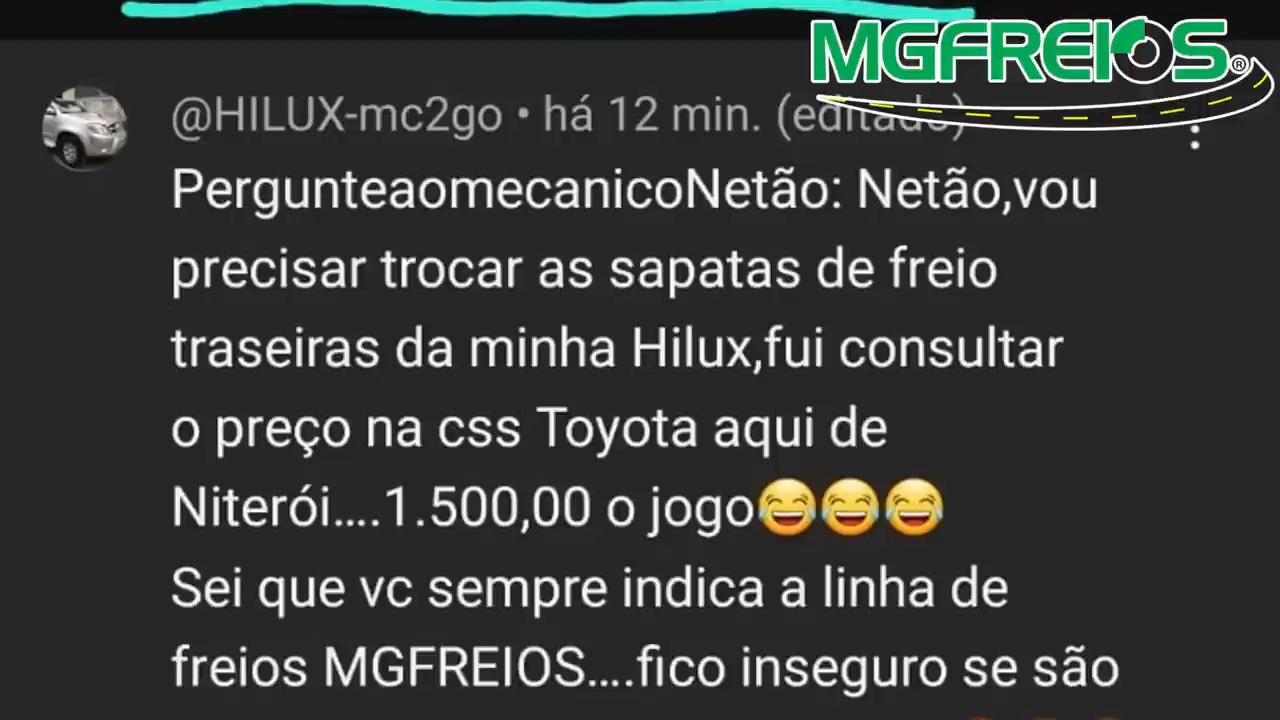 MGFREIOS®
@HILUX-mc2go • há 12 min. (editado)
PergunteaomecanicoNetão: Netão,vou
precisar trocar as sapatas de freio
traseiras da minha Hilux,fui consultar
o preço na css Toyota aqui de
Niterói....1.500,00 o jogo😂😂😂
Sei que vc sempre indica a linha de
freios MGFREIOS....fico inseguro se são